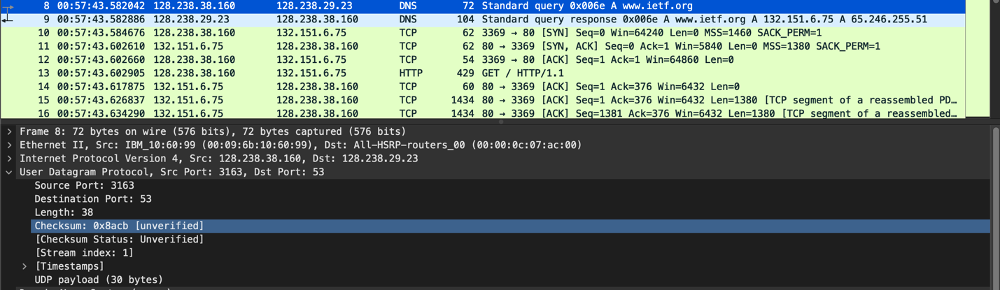 8 00:57:43.582042 128.238.38.160 128.238.29.23 DNS 72 Standard query 0x006e A www.ietf.org
9 00:57:43.582886 128.238.29.23 128.238.38.160 DNS 104 Standard query response 0x006e A www.ietf.org A 132.151.6.75 A 65.246.255.51
10 00:57:43.584676 128.238.38.160 132.151.6.75 TCP 62 3369 → 80 [SYN] Seq=0 Win=64240 Len=0 MSS=1460 SACK_PERM=1
11 00:57:43.602610 132.151.6.75 128.238.38.160 TCP 62 80 → 3369 [SYN, ACK] Seq=0 Ack=1 Win=5840 Len=0 MSS=1380 SACK_PERM=1
12 00:57:43.602660 128.238.38.160 132.151.6.75 TCP 54 3369 → 80 [ACK] Seq=1 Ack=1 Win=64860 Len=0
13 00:57:43.602905 128.238.38.160 132.151.6.75 HTTP 429 GET / HTTP/1.1
14 00:57:43.617875 132.151.6.75 128.238.38.160 TCP 60 80 → 3369 [ACK] Seq=1 Ack=376 Win=6432 Len=0
15 00:57:43.626837 132.151.6.75 128.238.38.160 TCP 1434 80 → 3369 [ACK] Seq=1 Ack=376 Win=6432 Len=1380 [TCP segment of a reassembled PD…
16 00:57:43.634290 132.151.6.75 128.238.38.160 TCP 1434 80 → 3369 [ACK] Seq=1381 Ack=376 Win=6432 Len=1380 [TCP segment of a reassembled…
Frame 8: 72 bytes on wire (576 bits), 72 bytes captured (576 bits)
Ethernet II, Src: IBM_10:60:99 (00:09:6b:10:60:99), Dst: All-HSRP-routers_00 (00:00:0c:07:ac:00)
Internet Protocol Version 4, Src: 128.238.38.160, Dst: 128.238.29.23
User Datagram Protocol, Src Port: 3163, Dst Port: 53
Source Port: 3163
Destination Port: 53
Length: 38
Checksum: 0x8acb [unverified]
[Checksum Status: Unverified]
[Stream index: 1]
[Timestamps]
UDP payload (30 bytes)